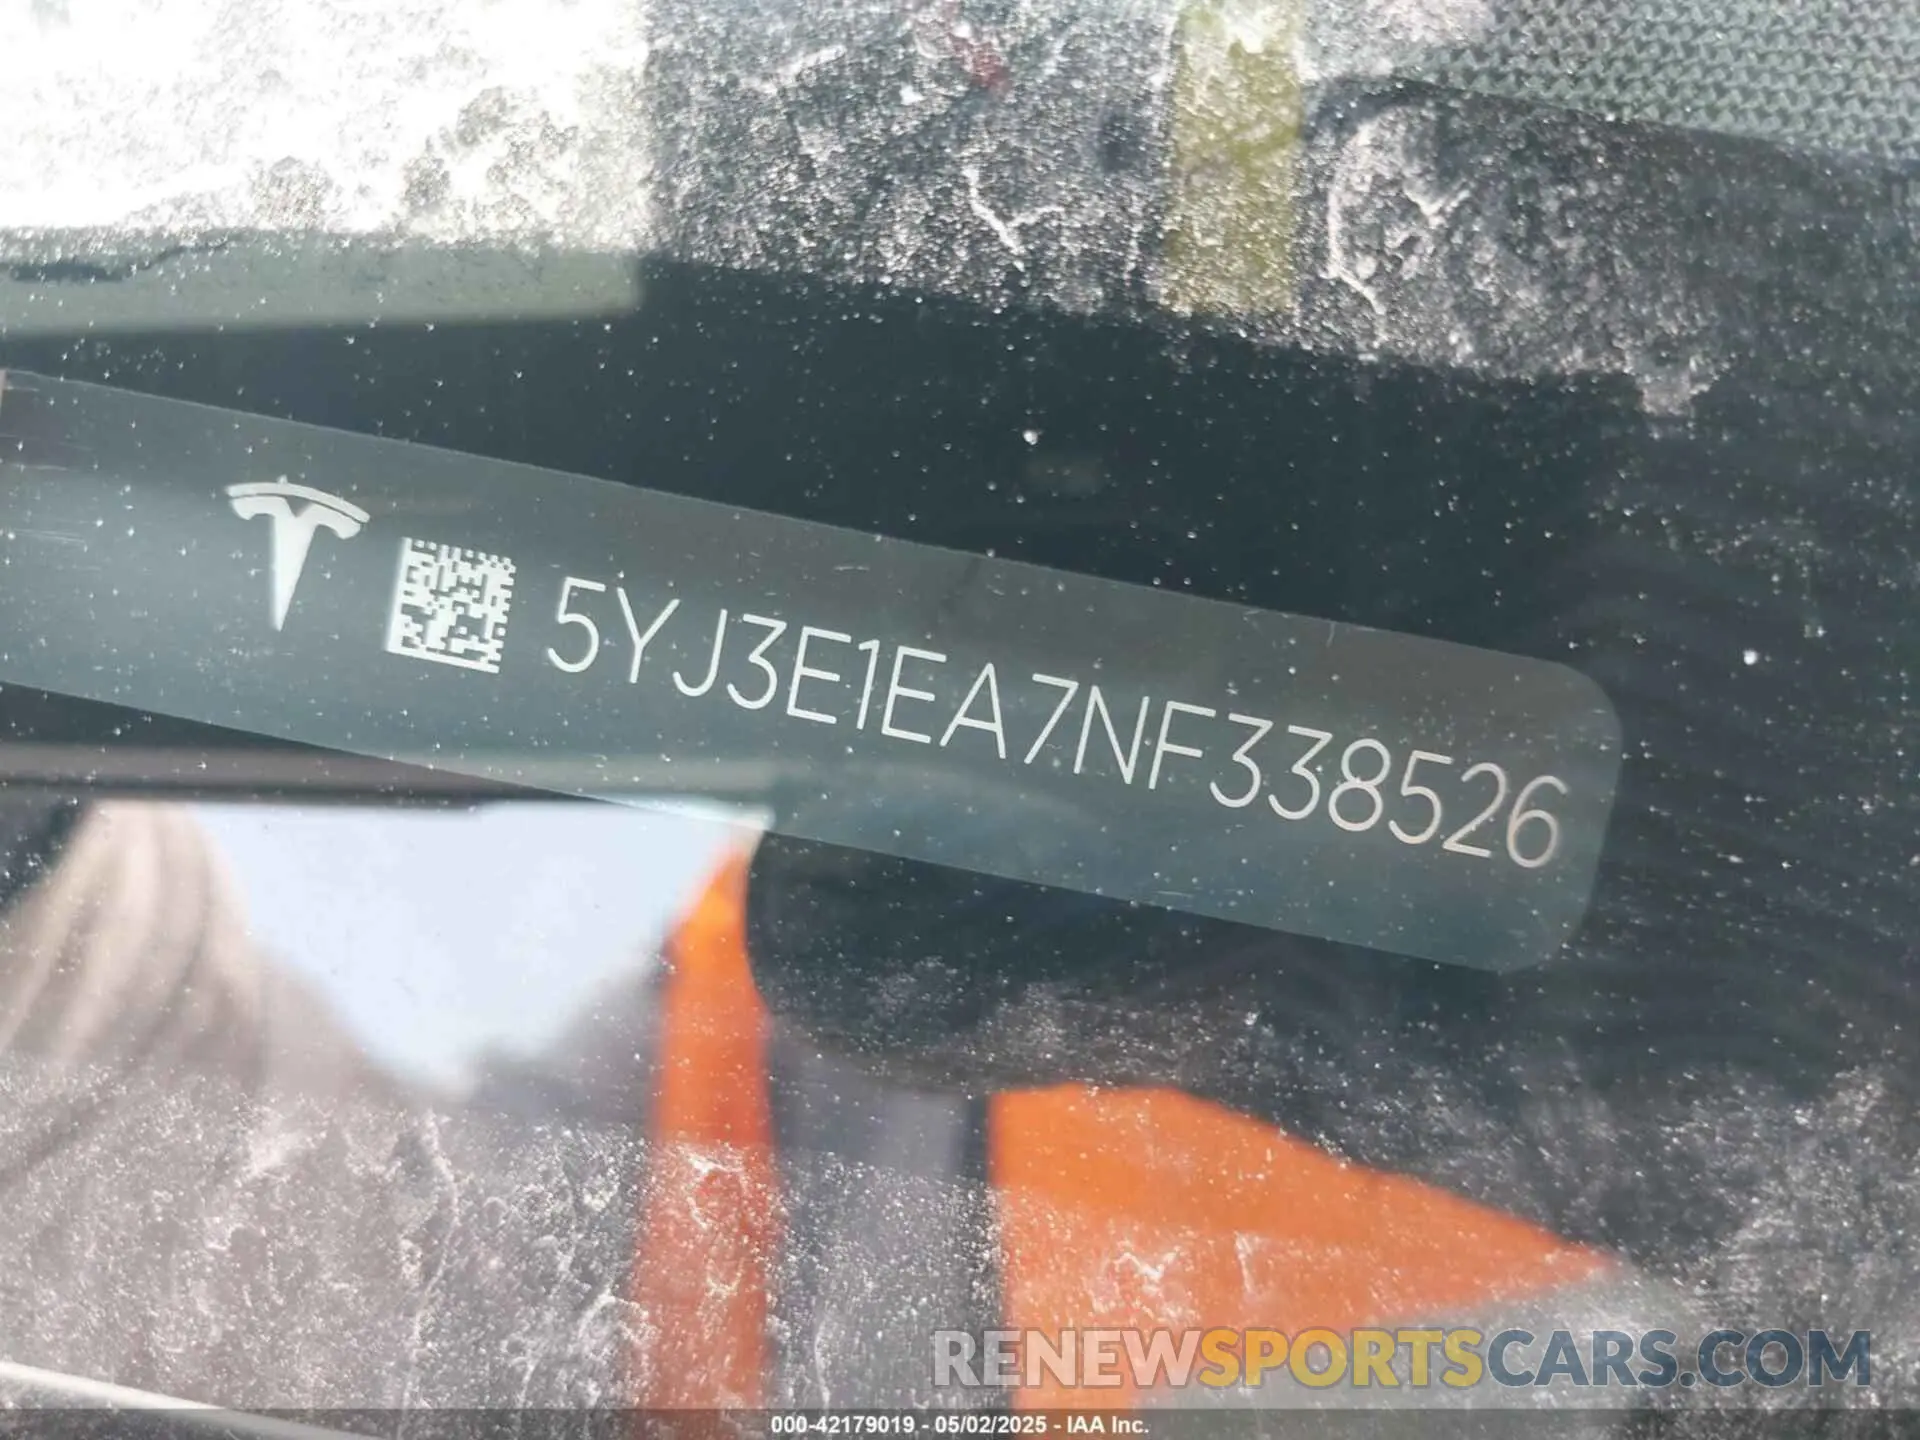 5YJ3E1EA7NF338526
RENEWSPORTSCARS.COM
000-42179019 - 05/02/2025 - IAA Inc.